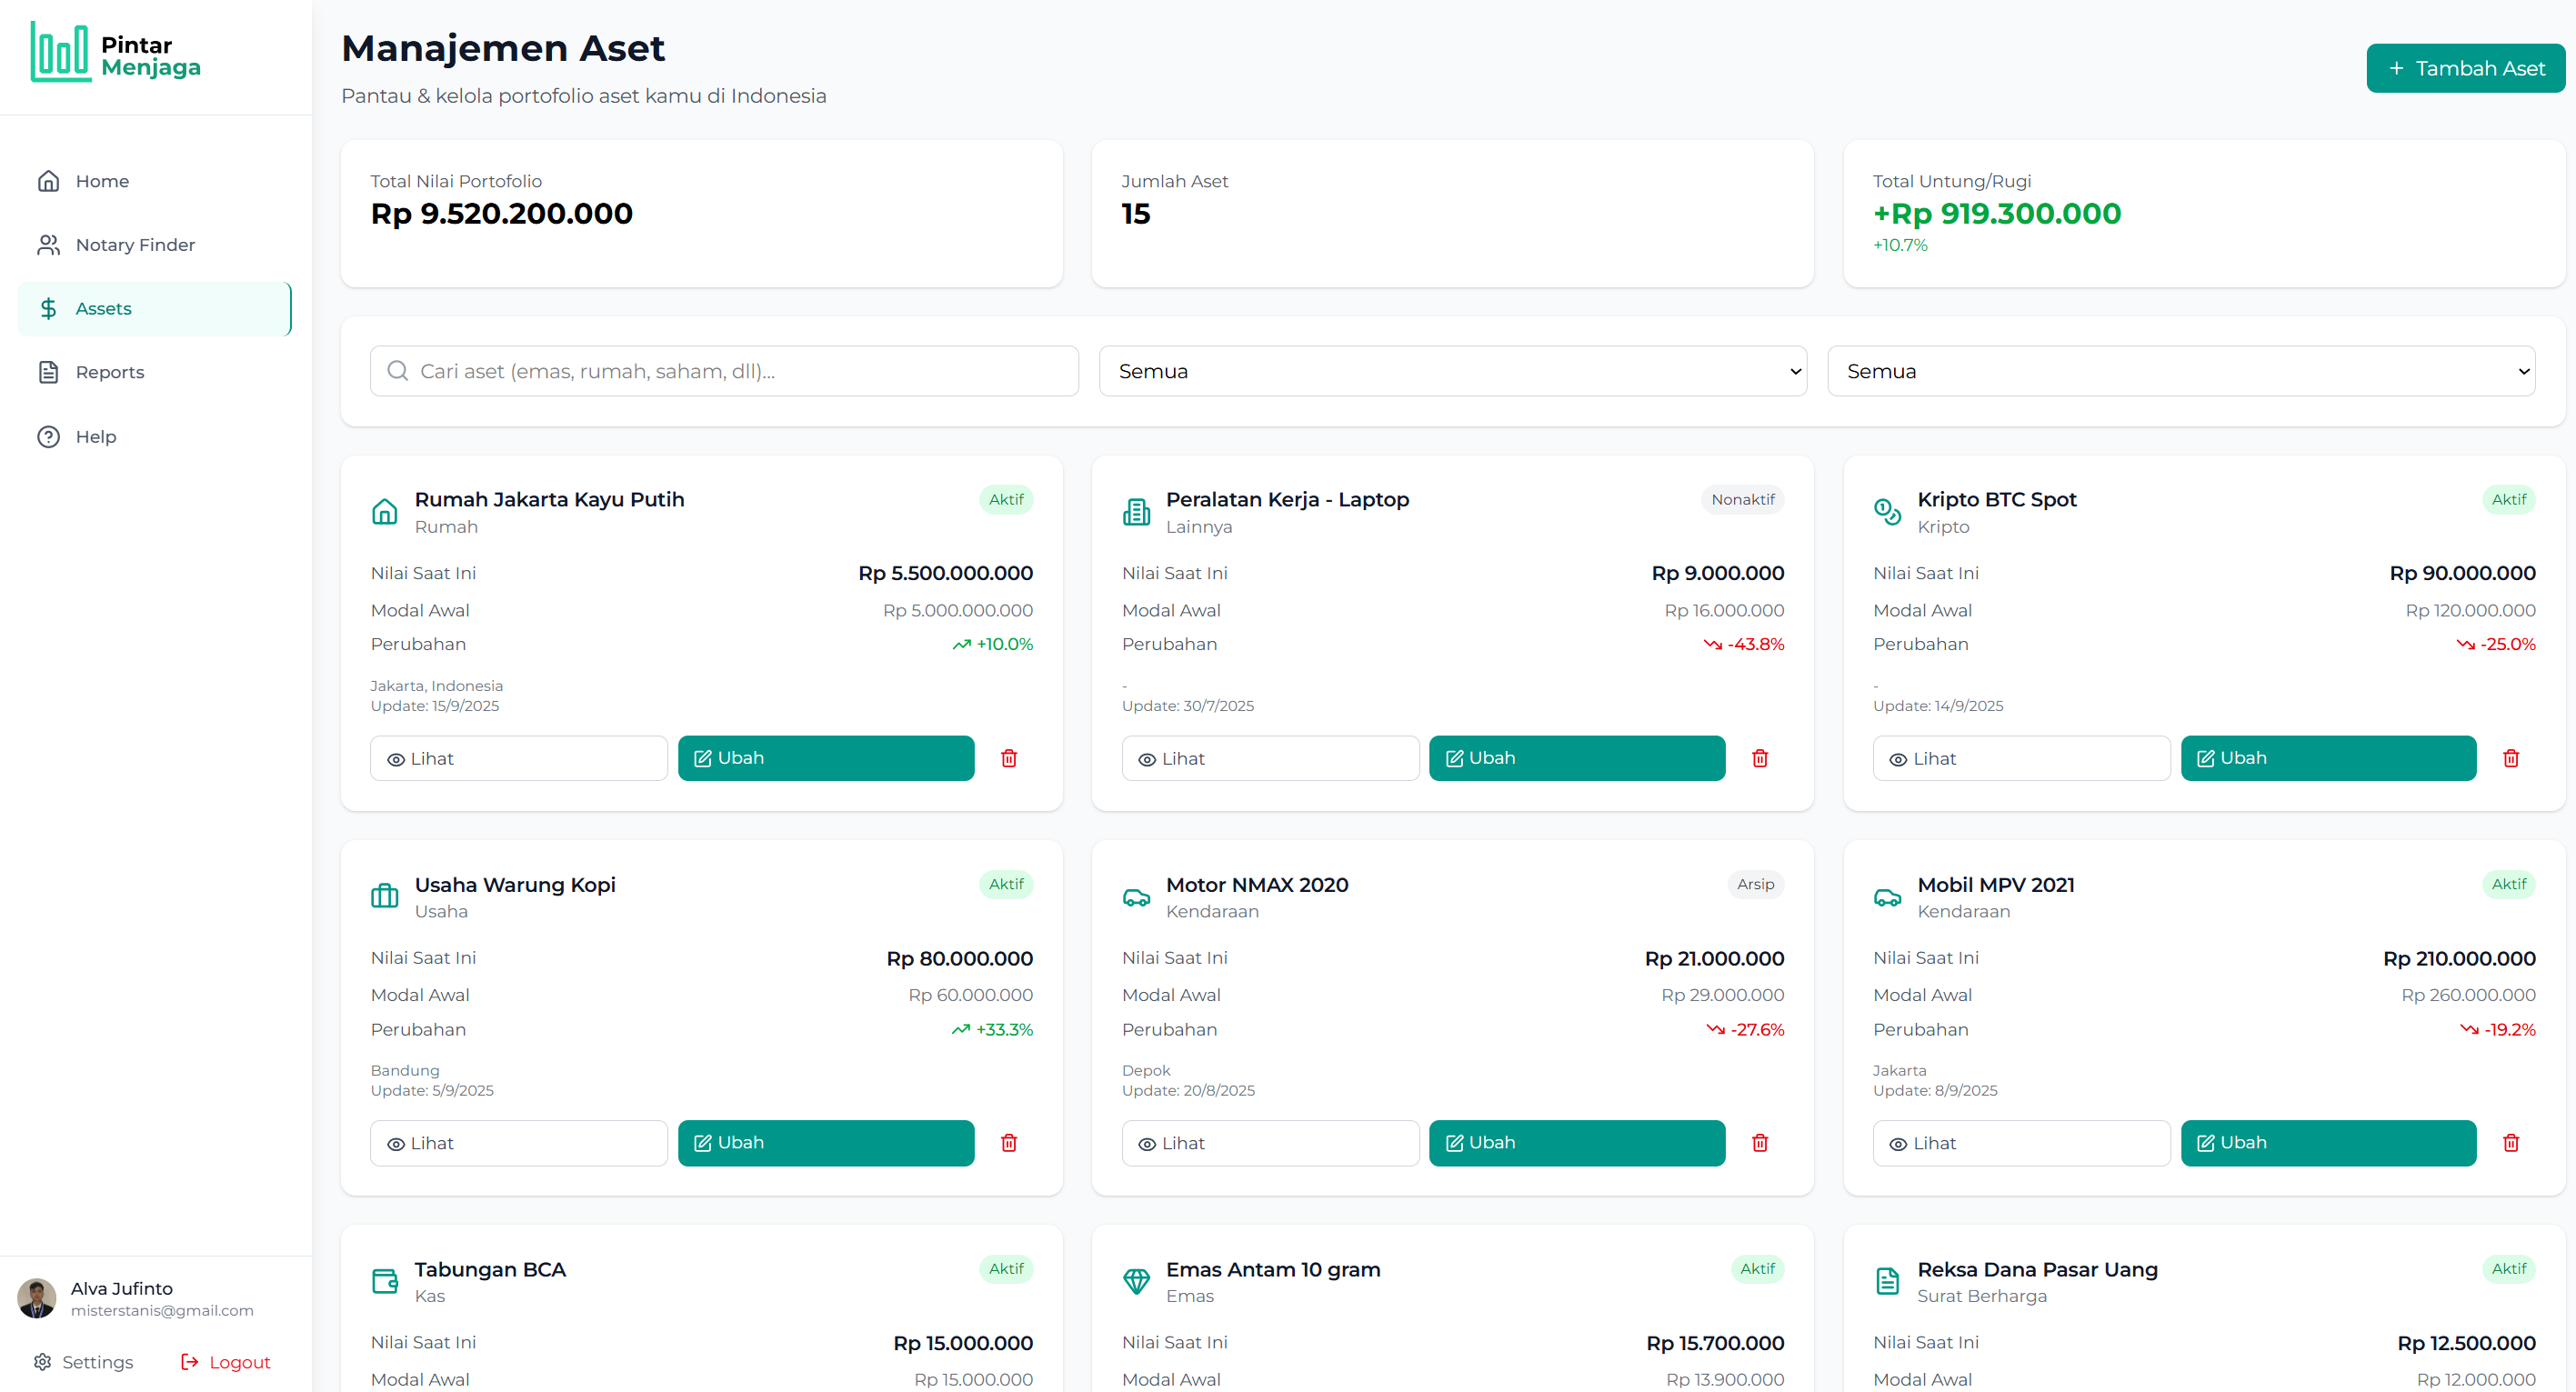 Pintar
Menjaga
Home
Notary Finder
Assets
Reports
Help
Alva Jufinto
misterstanis@gmail.com
Settings
Logout
Manajemen Aset
Pantau & kelola portofolio aset kamu di Indonesia
+ Tambah Aset
Total Nilai Portofolio
Rp 9.520.200.000
Jumlah Aset
15
Total Untung/Rugi
+Rp 919.300.000
+10.7%
Cari aset (emas, rumah, saham, dll)...
Semua
Semua
Rumah Jakarta Kayu Putih
Aktif
Rumah
Nilai Saat Ini Rp 5.500.000.000
Modal Awal Rp 5.000.000.000
Perubahan +10.0%
Jakarta, Indonesia
Update: 15/9/2025
Lihat
Ubah
Peralatan Kerja - Laptop
Nonaktif
Lainnya
Nilai Saat Ini Rp 9.000.000
Modal Awal Rp 16.000.000
Perubahan -43.8%
-
Update: 30/7/2025
Lihat
Ubah
Kripto BTC Spot
Aktif
Kripto
Nilai Saat Ini Rp 90.000.000
Modal Awal Rp 120.000.000
Perubahan -25.0%
-
Update: 14/9/2025
Lihat
Ubah
Usaha Warung Kopi
Aktif
Usaha
Nilai Saat Ini Rp 80.000.000
Modal Awal Rp 60.000.000
Perubahan +33.3%
Bandung
Update: 5/9/2025
Lihat
Ubah
Motor NMAX 2020
Arsip
Kendaraan
Nilai Saat Ini Rp 21.000.000
Modal Awal Rp 29.000.000
Perubahan -27.6%
Depok
Update: 20/8/2025
Lihat
Ubah
Mobil MPV 2021
Aktif
Kendaraan
Nilai Saat Ini Rp 210.000.000
Modal Awal Rp 260.000.000
Perubahan -19.2%
Jakarta
Update: 8/9/2025
Lihat
Ubah
Tabungan BCA
Aktif
Kas
Nilai Saat Ini Rp 15.000.000
Modal Awal Rp 15.000.000
Emas Antam 10 gram
Aktif
Emas
Nilai Saat Ini Rp 15.700.000
Modal Awal Rp 13.900.000
Reksa Dana Pasar Uang
Aktif
Surat Berharga
Nilai Saat Ini Rp 12.500.000
Modal Awal Rp 12.000.000